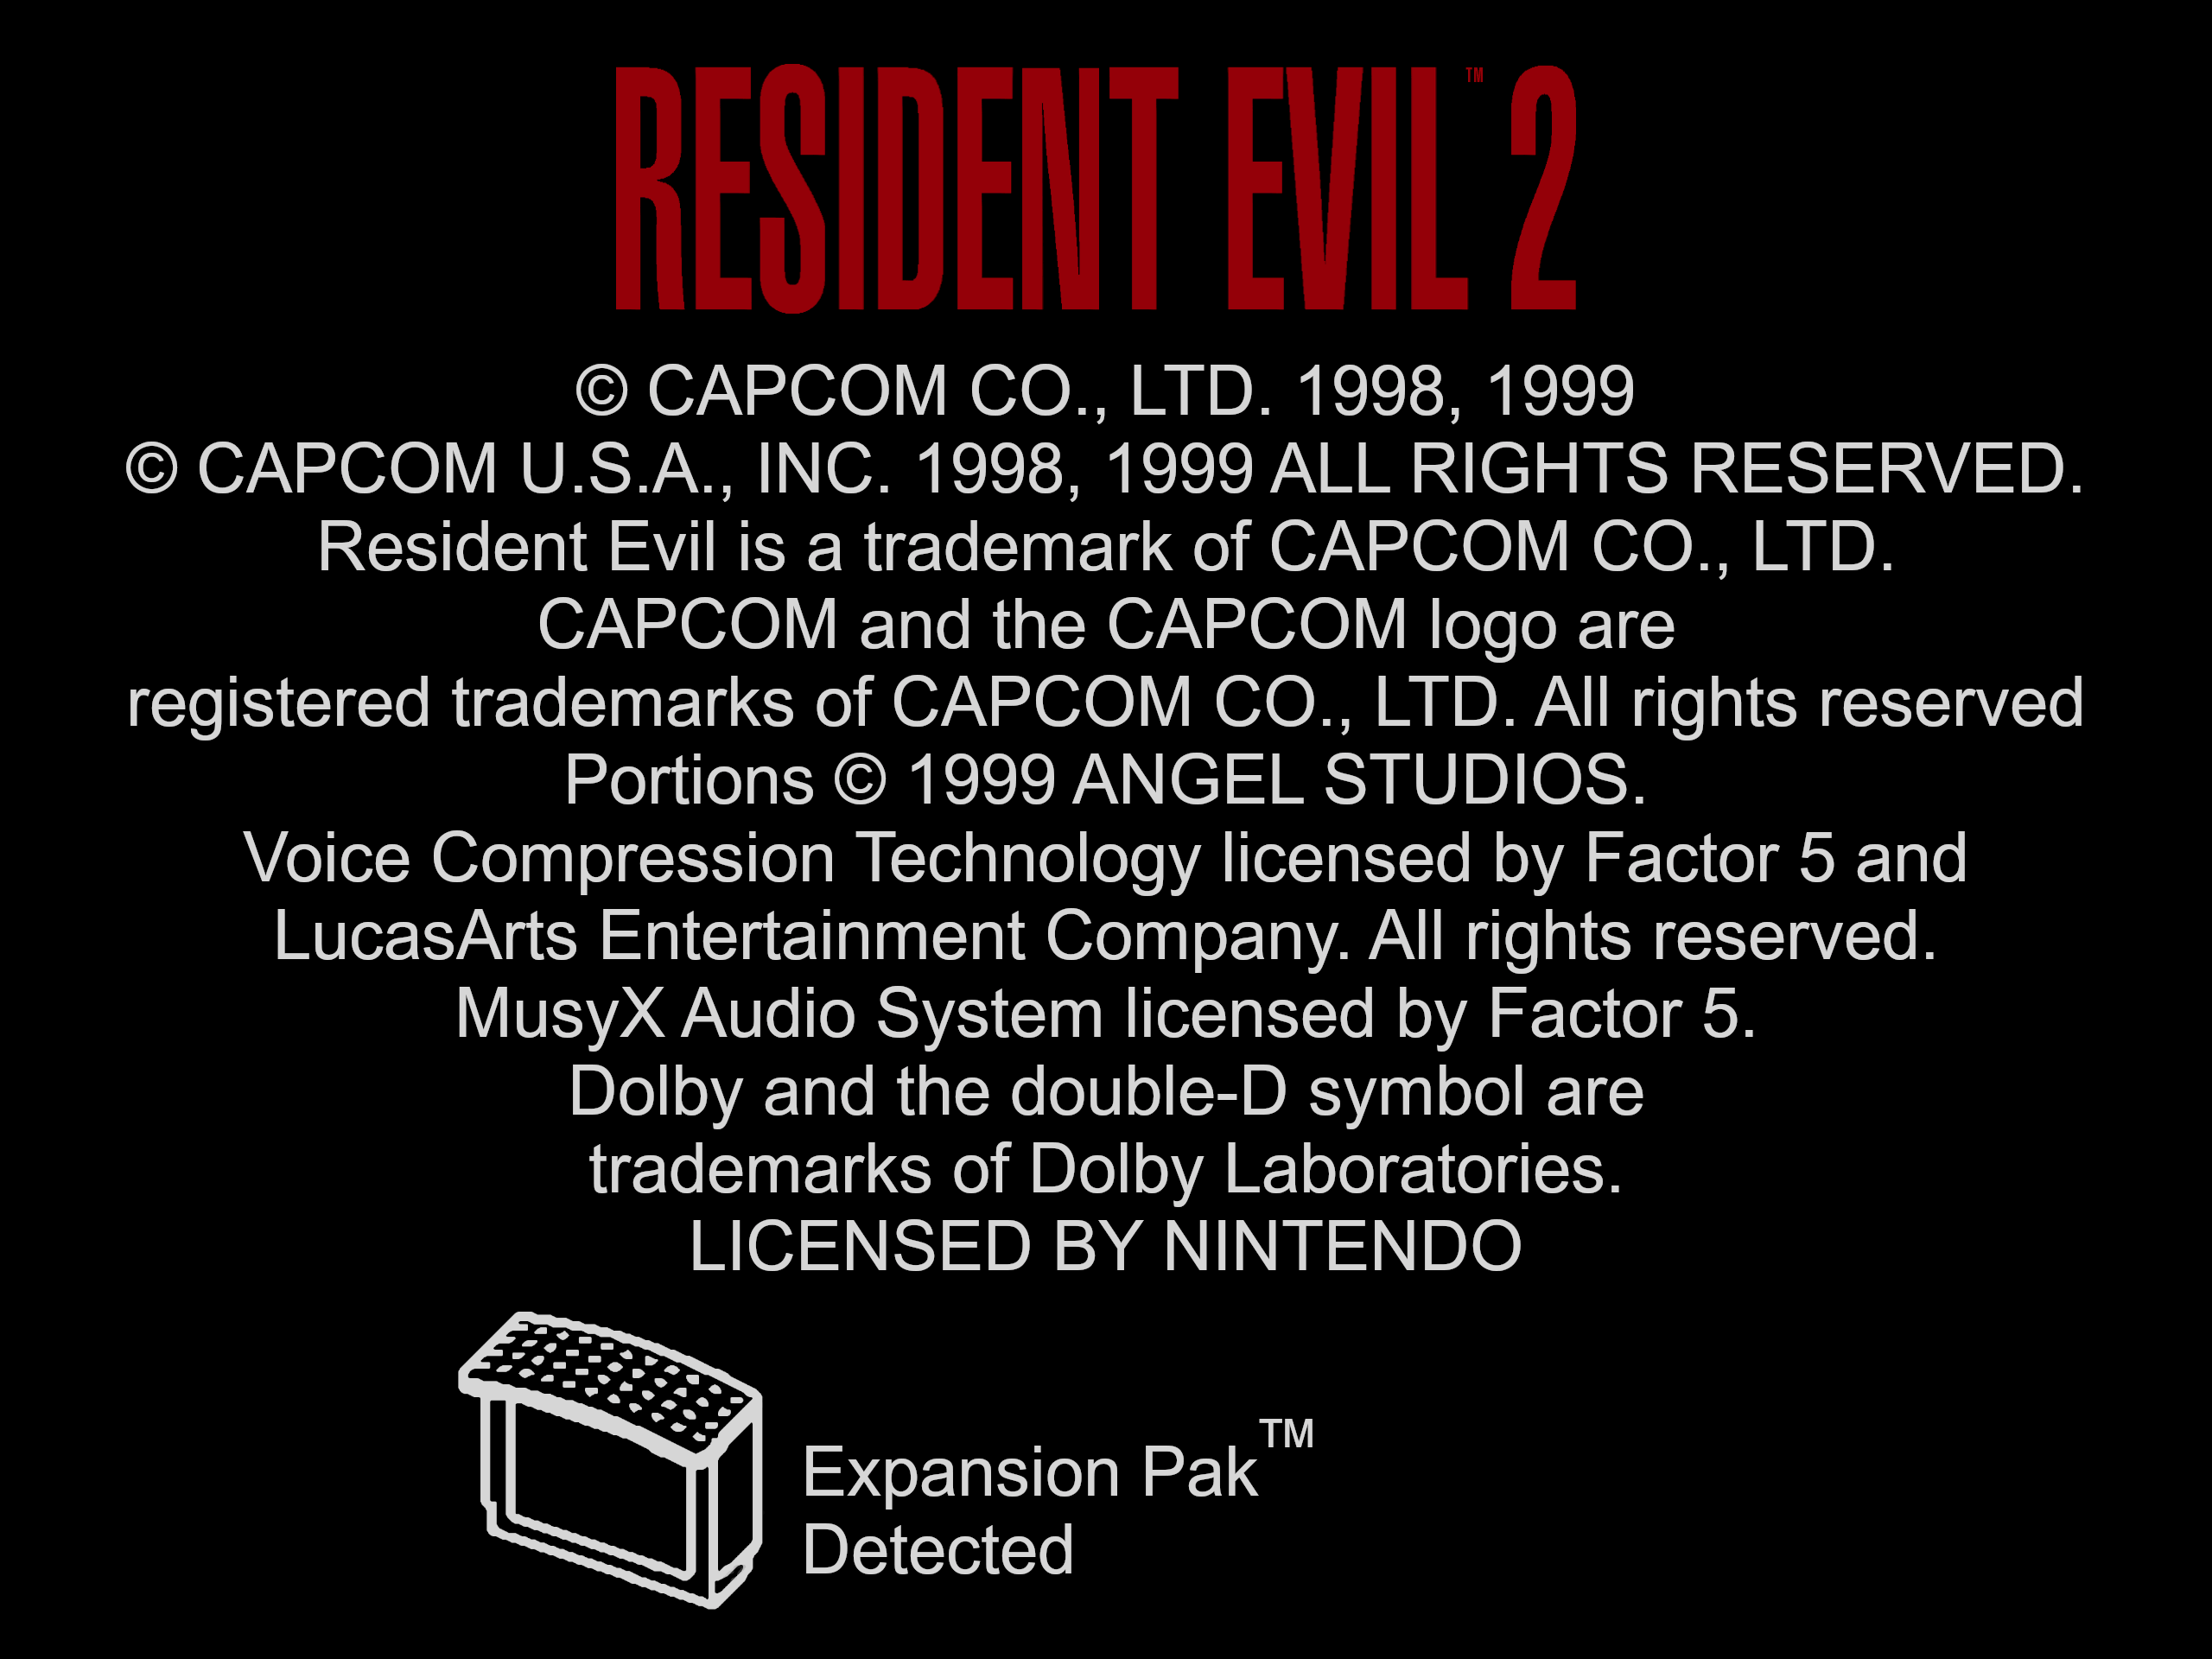 RESIDENT EVIL™ 2
© CAPCOM CO., LTD. 1998, 1999
© CAPCOM U.S.A., INC. 1998, 1999 ALL RIGHTS RESERVED.
Resident Evil is a trademark of CAPCOM CO., LTD.
CAPCOM and the CAPCOM logo are
registered trademarks of CAPCOM CO., LTD. All rights reserved
Portions © 1999 ANGEL STUDIOS.
Voice Compression Technology licensed by Factor 5 and
LucasArts Entertainment Company. All rights reserved.
MusyX Audio System licensed by Factor 5.
Dolby and the double-D symbol are
trademarks of Dolby Laboratories.
LICENSED BY NINTENDO
Expansion Pak™
Detected